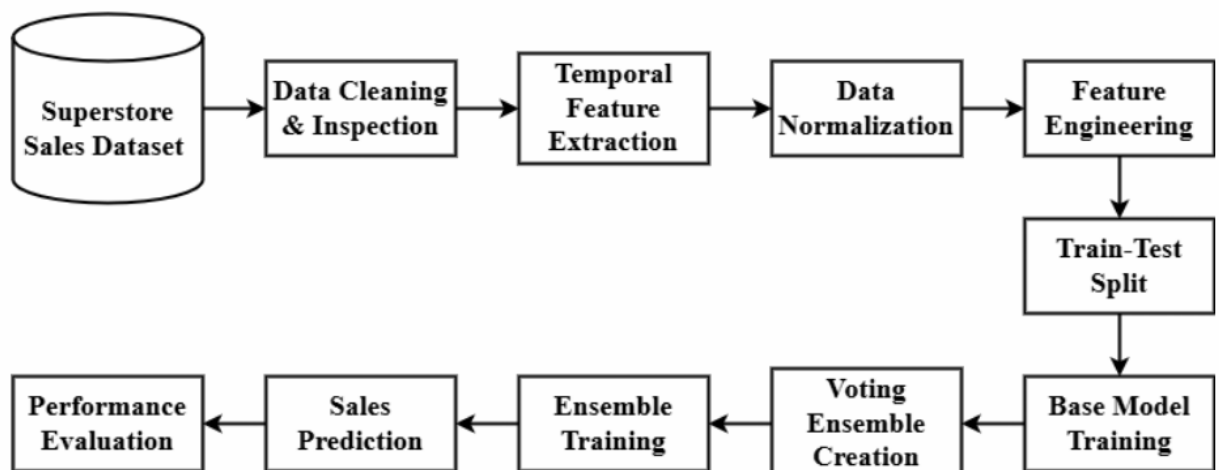 Superstore
Sales Dataset
Data Cleaning
& Inspection
Temporal
Feature
Extraction
Data
Normalization
Feature
Engineering
Train-Test
Split
Base Model
Training
Voting
Ensemble
Creation
Ensemble
Training
Sales
Prediction
Performance
Evaluation